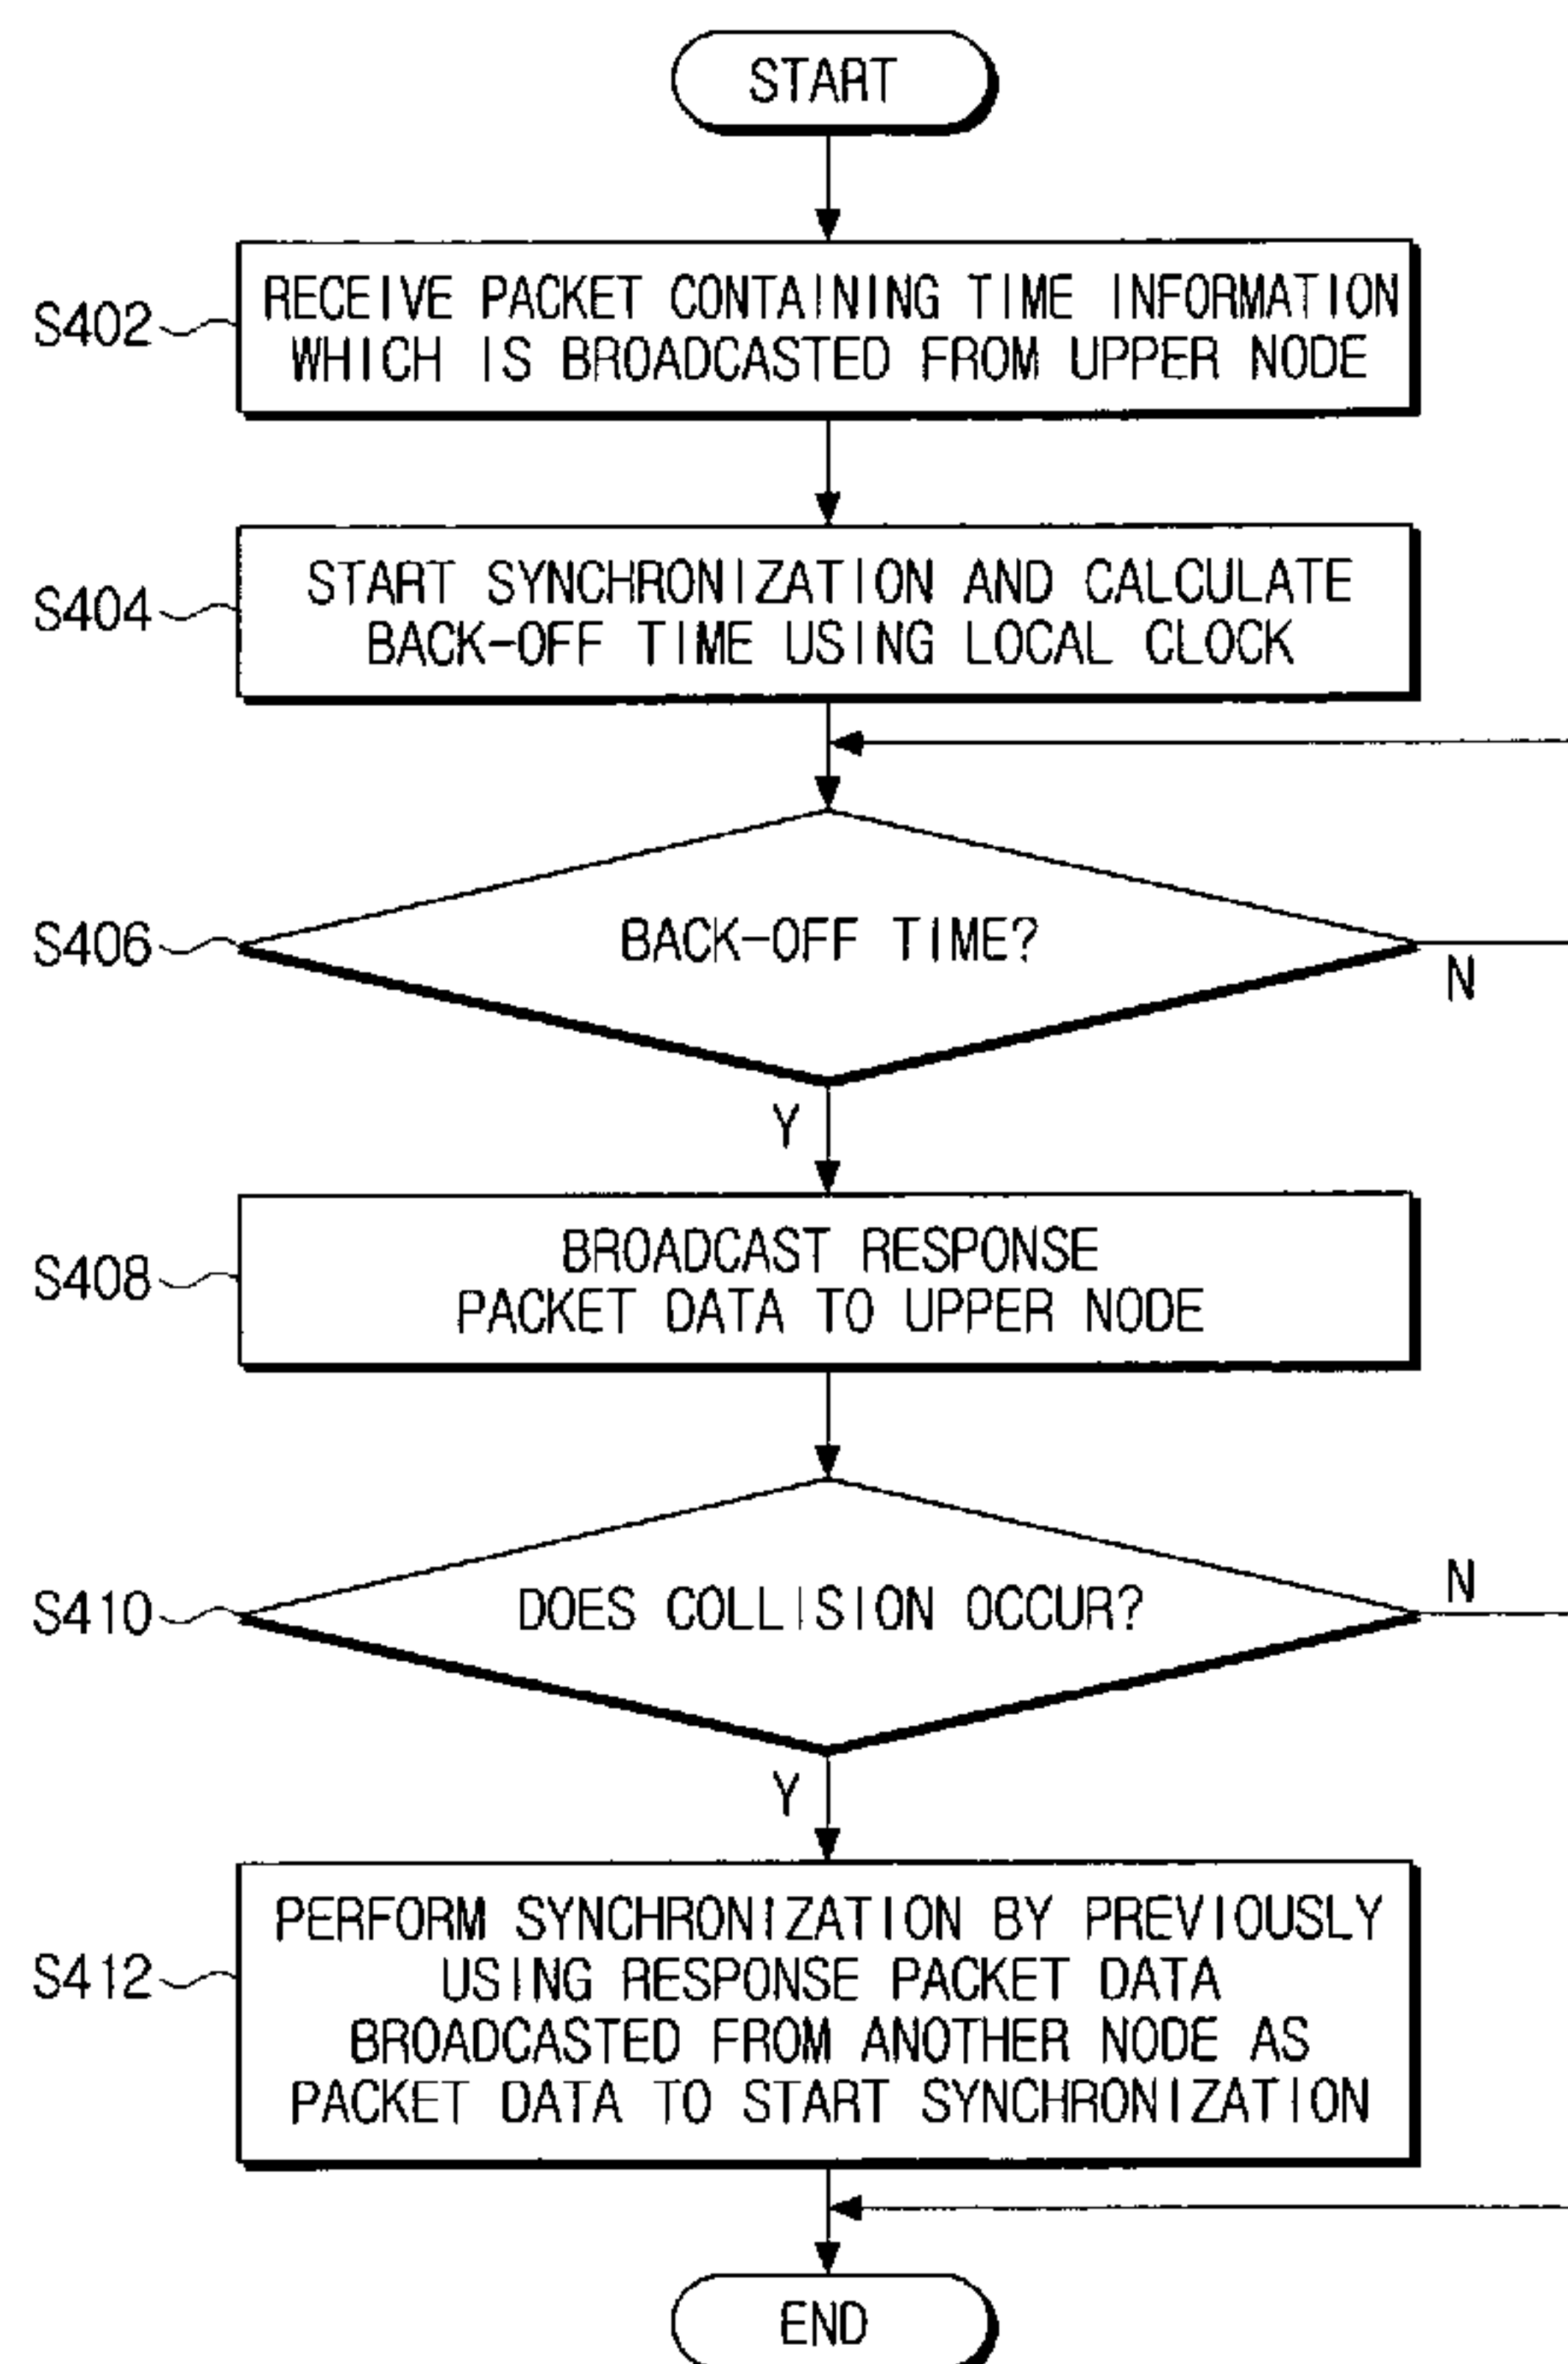 START
S402
RECEIVE PACKET CONTAINING TIME INFORMATION
WHICH IS BROADCASTED FROM UPPER NODE
S404
START SYNCHRONIZATION AND CALCULATE
BACK-OFF TIME USING LOCAL CLOCK
S406
BACK-OFF TIME?
N
Y
S408
BROADCAST RESPONSE
PACKET DATA TO UPPER NODE
S410
DOES COLLISION OCCUR?
N
Y
S412
PERFORM SYNCHRONIZATION BY PREVIOUSLY
USING RESPONSE PACKET DATA
BROADCASTED FROM ANOTHER NODE AS
PACKET DATA TO START SYNCHRONIZATION
END